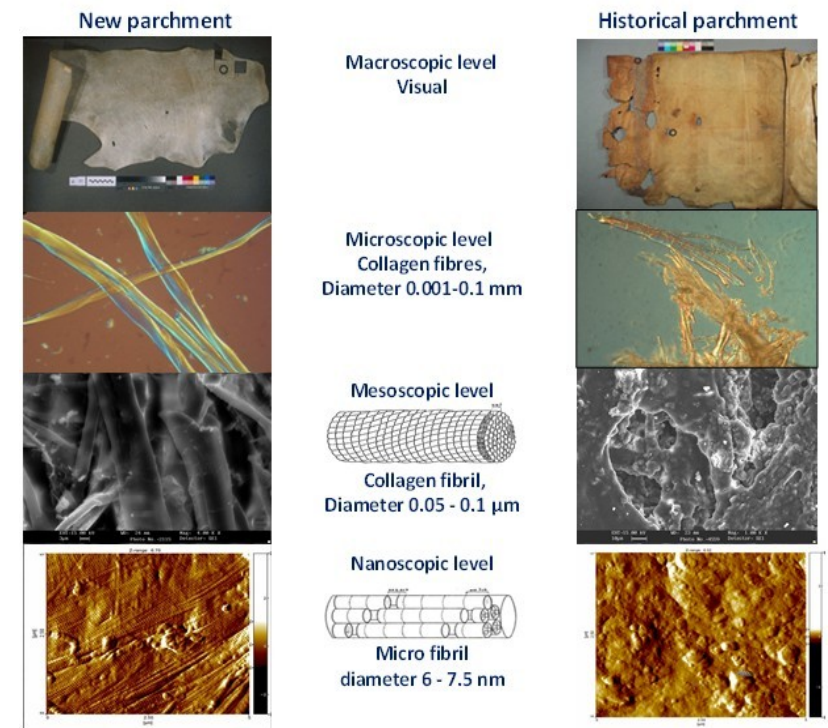 New parchment
Historical parchment
Macroscopic level
Visual
Microscopic level
Collagen fibres,
Diameter 0.001-0.1 mm
Mesoscopic level
Collagen fibril,
Diameter 0.05 - 0.1 µm
Nanoscopic level
Micro fibril
diameter 6 - 7.5 nm